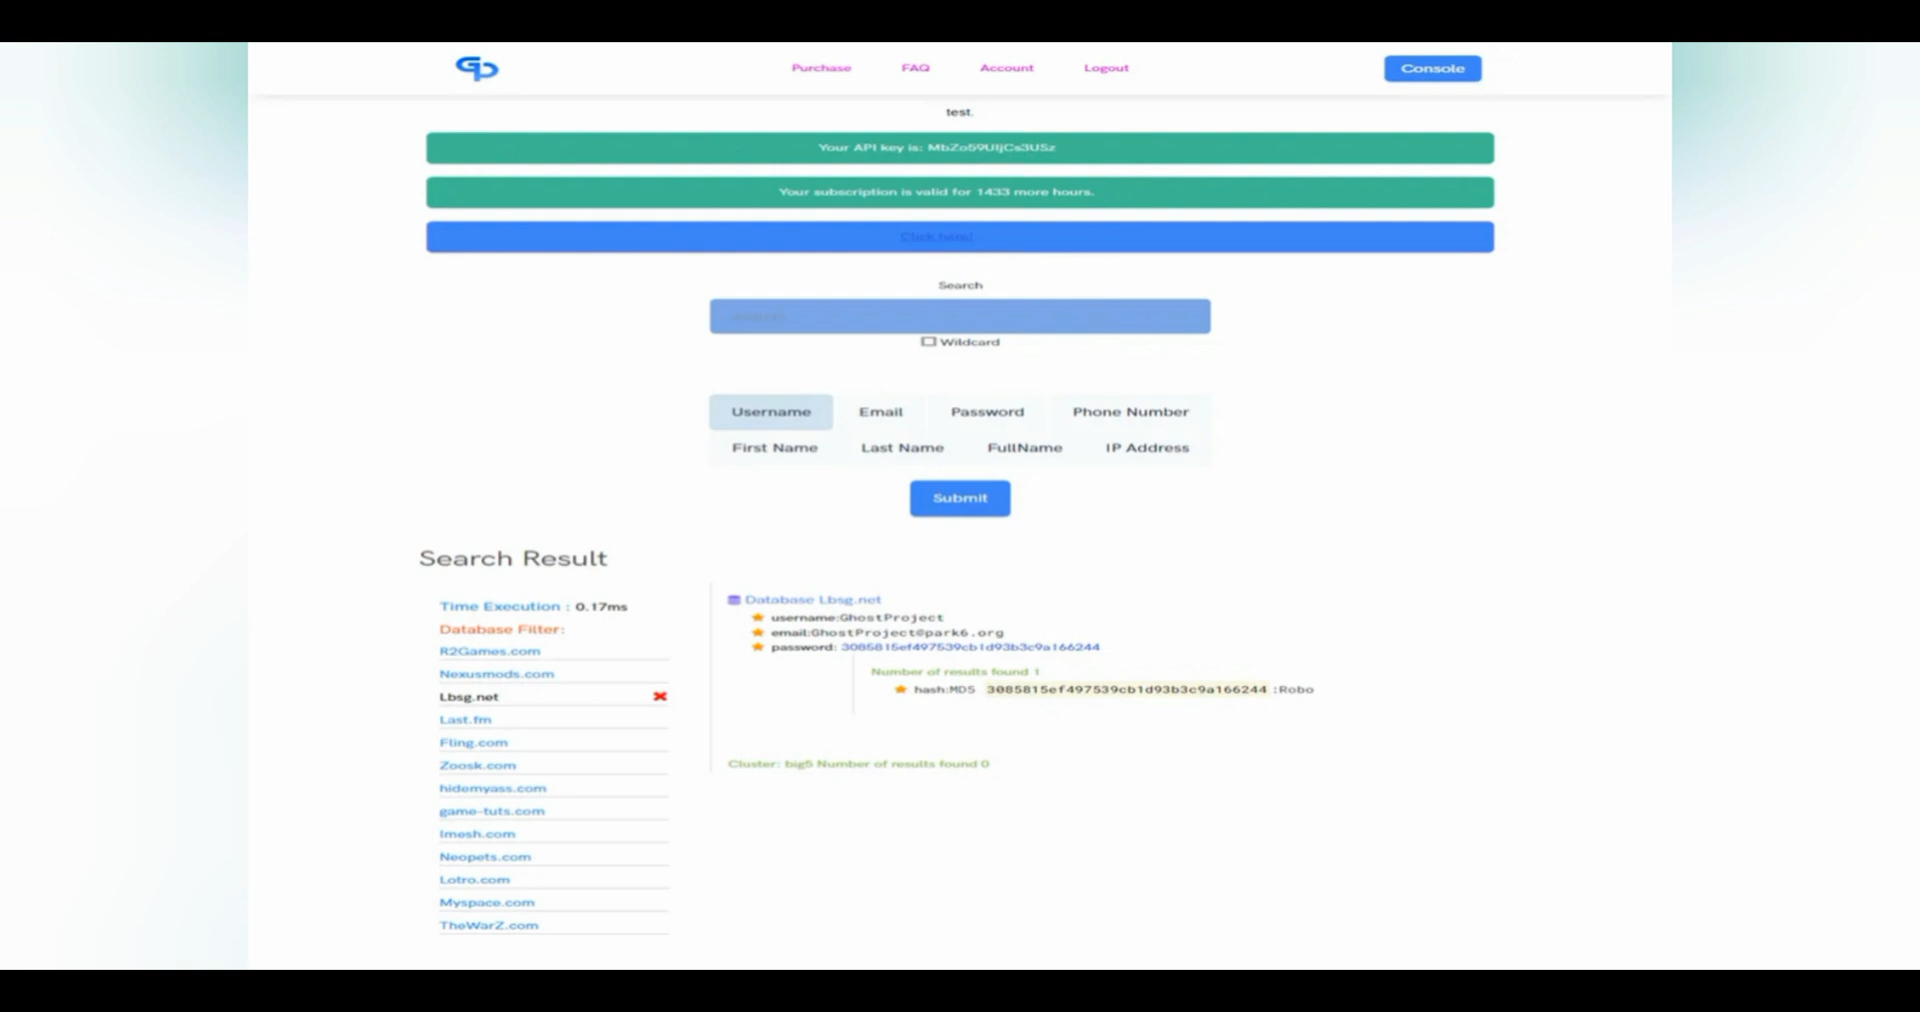 GP
Purchase FAQ Account Logout Console
test.
Your API key is:
Your subscription is valid for 1433 more hours.
Click here!
Search
Wildcard
Username Email Password Phone Number
First Name Last Name FullName IP Address
Submit
Search Result
Time Execution : 0.17ms
Database Filter:
R2Games.com
Nexusmods.com
Lbsg.net
Last.fm
Fling.com
Zoosk.com
hidemyass.com
game-tuts.com
Imesh.com
Neopets.com
Lotro.com
Myspace.com
TheWarZ.com
Database Lbsg.net
username:GhostProject
email:GhostProject@park6.org
password: 3085815ef497539cb1d93b3c9a166244
Number of results found 1
hash:MD5 3085815ef497539cb1d93b3c9a166244 :Robo
Cluster: big5 Number of results found 0